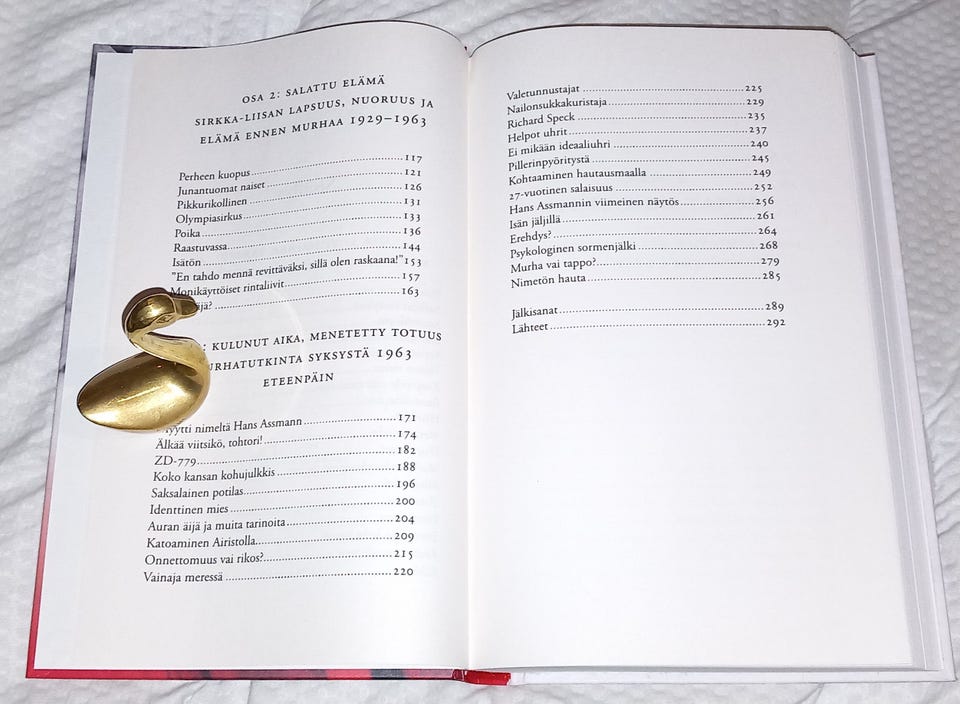 OSA 2: SALATTU ELÄMÄ
SIRKKA-LIISAN LAPSUUS, NUORUUS JA
ELÄMÄ ENNEN MURHAA 1929–1963
Perheen kuopus 117
Junantuomat naiset 121
Pikkurikollinen 126
Olympiasirkus 131
Poika 133
Raastuvassa 136
Isätön 144
"En tahdo mennä revittäväksi, sillä olen raskaana!" 153
Monikäyttöiset rintaliivit 157
163
: KULUNUT AIKA, MENETETTY TOTUUS
SYKSYSTÄ 1963
ETEENPÄIN
nimeltä Hans Assmann 171
Älkää viitsikö, tohtori! 174
ZD-779 182
Koko kansan kohujulkkis 188
Saksalainen potilas 196
Identtinen mies 200
Auran äijä ja muita tarinoita 204
Katoaminen Airistolla 209
Onnettomuus vai rikos? 215
Vainaja meressä 220
Valetunnustajat 225
Nailonsukkakuristaja 229
Richard Speck 235
Helpot uhrit 237
Ei mikään ideaaliuhri 240
Pillerinpyöritystä 245
Kohtaaminen hautausmaalla 249
27-vuotinen salaisuus 252
Hans Assmannin viimeinen näytös 256
Isän jäljillä 261
Erehdys? 264
Psykologinen sormenjälki 268
Murha vai tappo? 279
Nimetön hauta 285
Jälkisanat 289
Lähteet 292